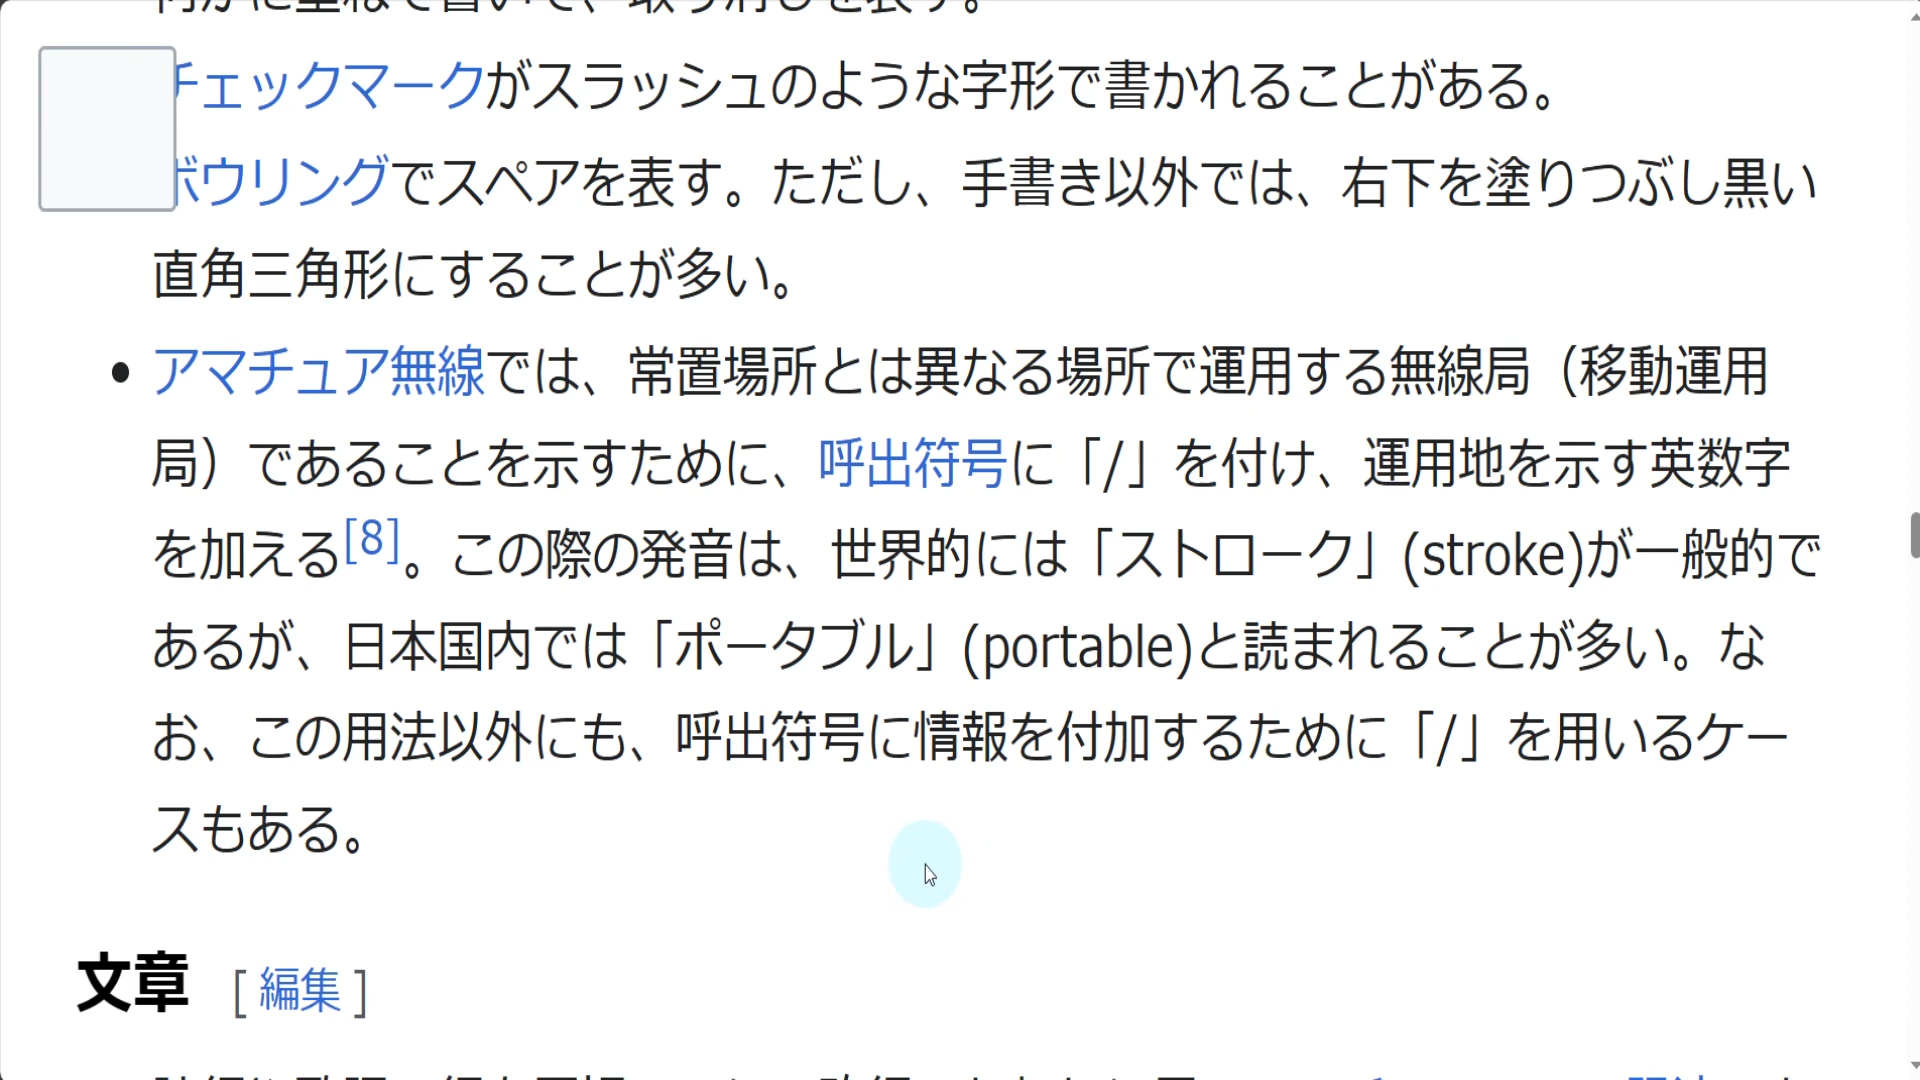 チェックマークがスラッシュのような字形で書かれることがある。
ボウリングでスペアを表す。ただし、手書き以外では、右下を塗りつぶし黒い
直角三角形にすることが多い。
• アマチュア無線では、常置場所とは異なる場所で運用する無線局（移動運用
局）であることを示すために、呼出符号に「/」を付け、運用地を示す英数字
を加える[8]。この際の発音は、世界的には「ストローク」(stroke)が一般的で
あるが、日本国内では「ポータブル」(portable)と読まれることが多い。な
お、この用法以外にも、呼出符号に情報を付加するために「/」を用いるケー
スもある。
文章 [ 編集 ]